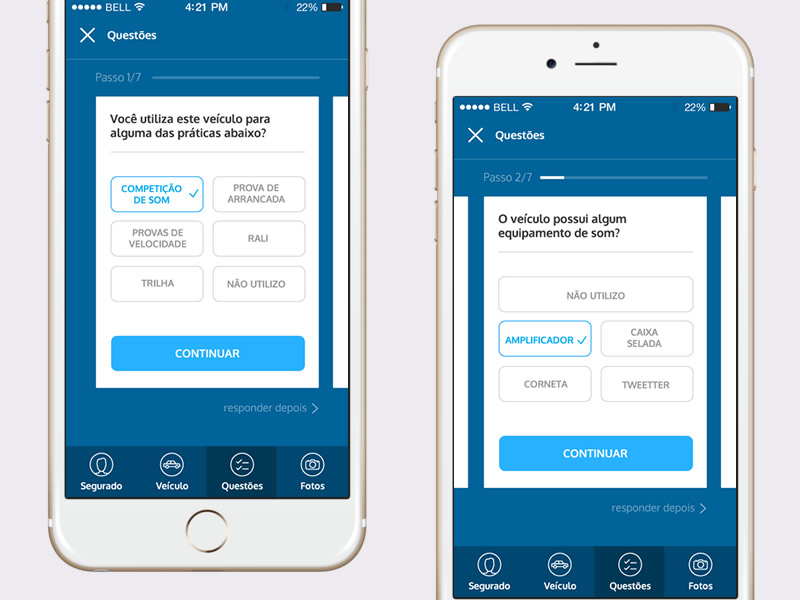 BELL 4:21 PM 22%
Questões
Passo 1/7
Você utiliza este veículo para
alguma das práticas abaixo?
COMPETIÇÃO
DE SOM
PROVA DE
ARRANCADA
PROVAS DE
VELOCIDADE
RALI
TRILHA
NÃO UTILIZO
CONTINUAR
responder depois
Segurado
Veículo
Questões
Fotos
BELL 4:21 PM 22%
Questões
Passo 2/7
O veículo possui algum
equipamento de som?
NÃO UTILIZO
AMPLIFICADOR
CAIXA
SELADA
CORNETA
TWEETTER
CONTINUAR
responder depois
Segurado
Veículo
Questões
Fotos